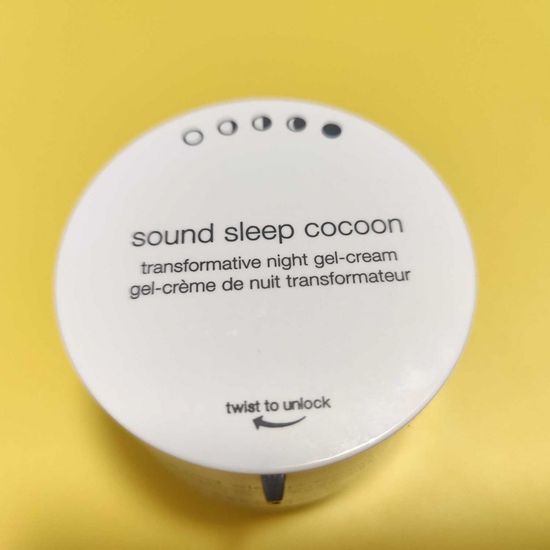 sound sleep cocoon
transformative night gel-cream
gel-crème de nuit transformateur
twist to unlock